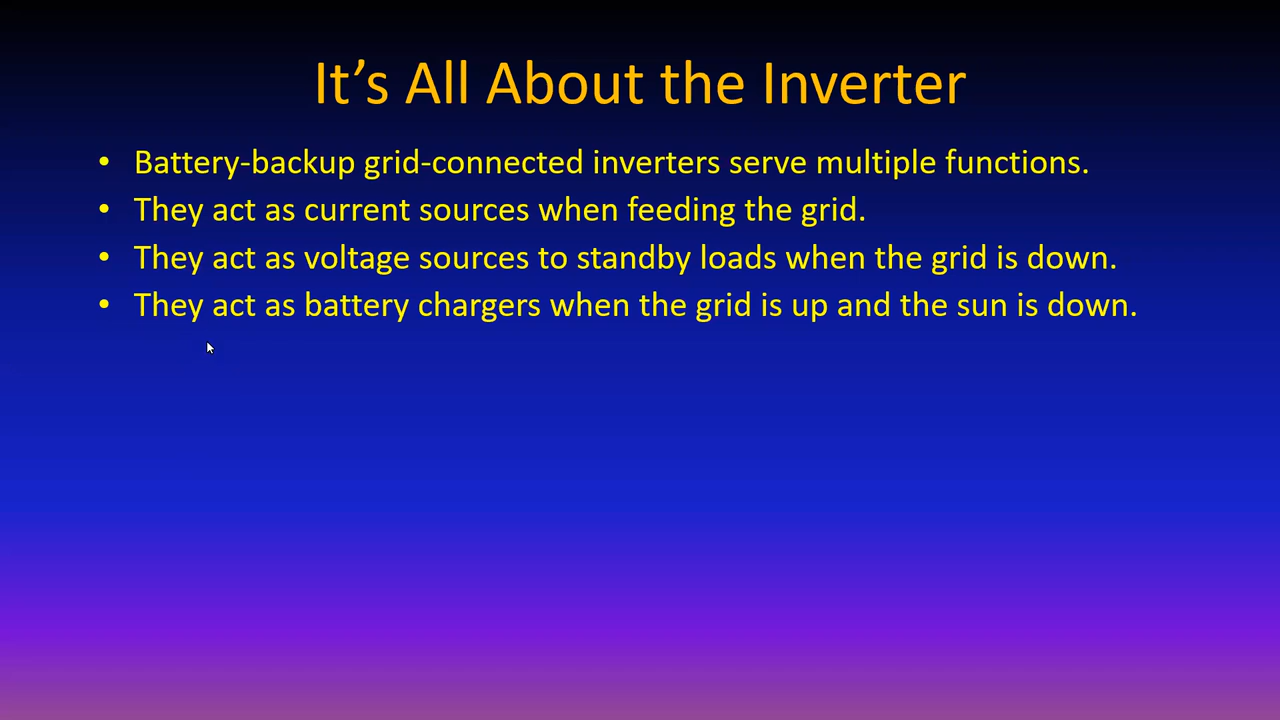 It's All About the Inverter
• Battery-backup grid-connected inverters serve multiple functions.
• They act as current sources when feeding the grid.
• They act as voltage sources to standby loads when the grid is down.
• They act as battery chargers when the grid is up and the sun is down.